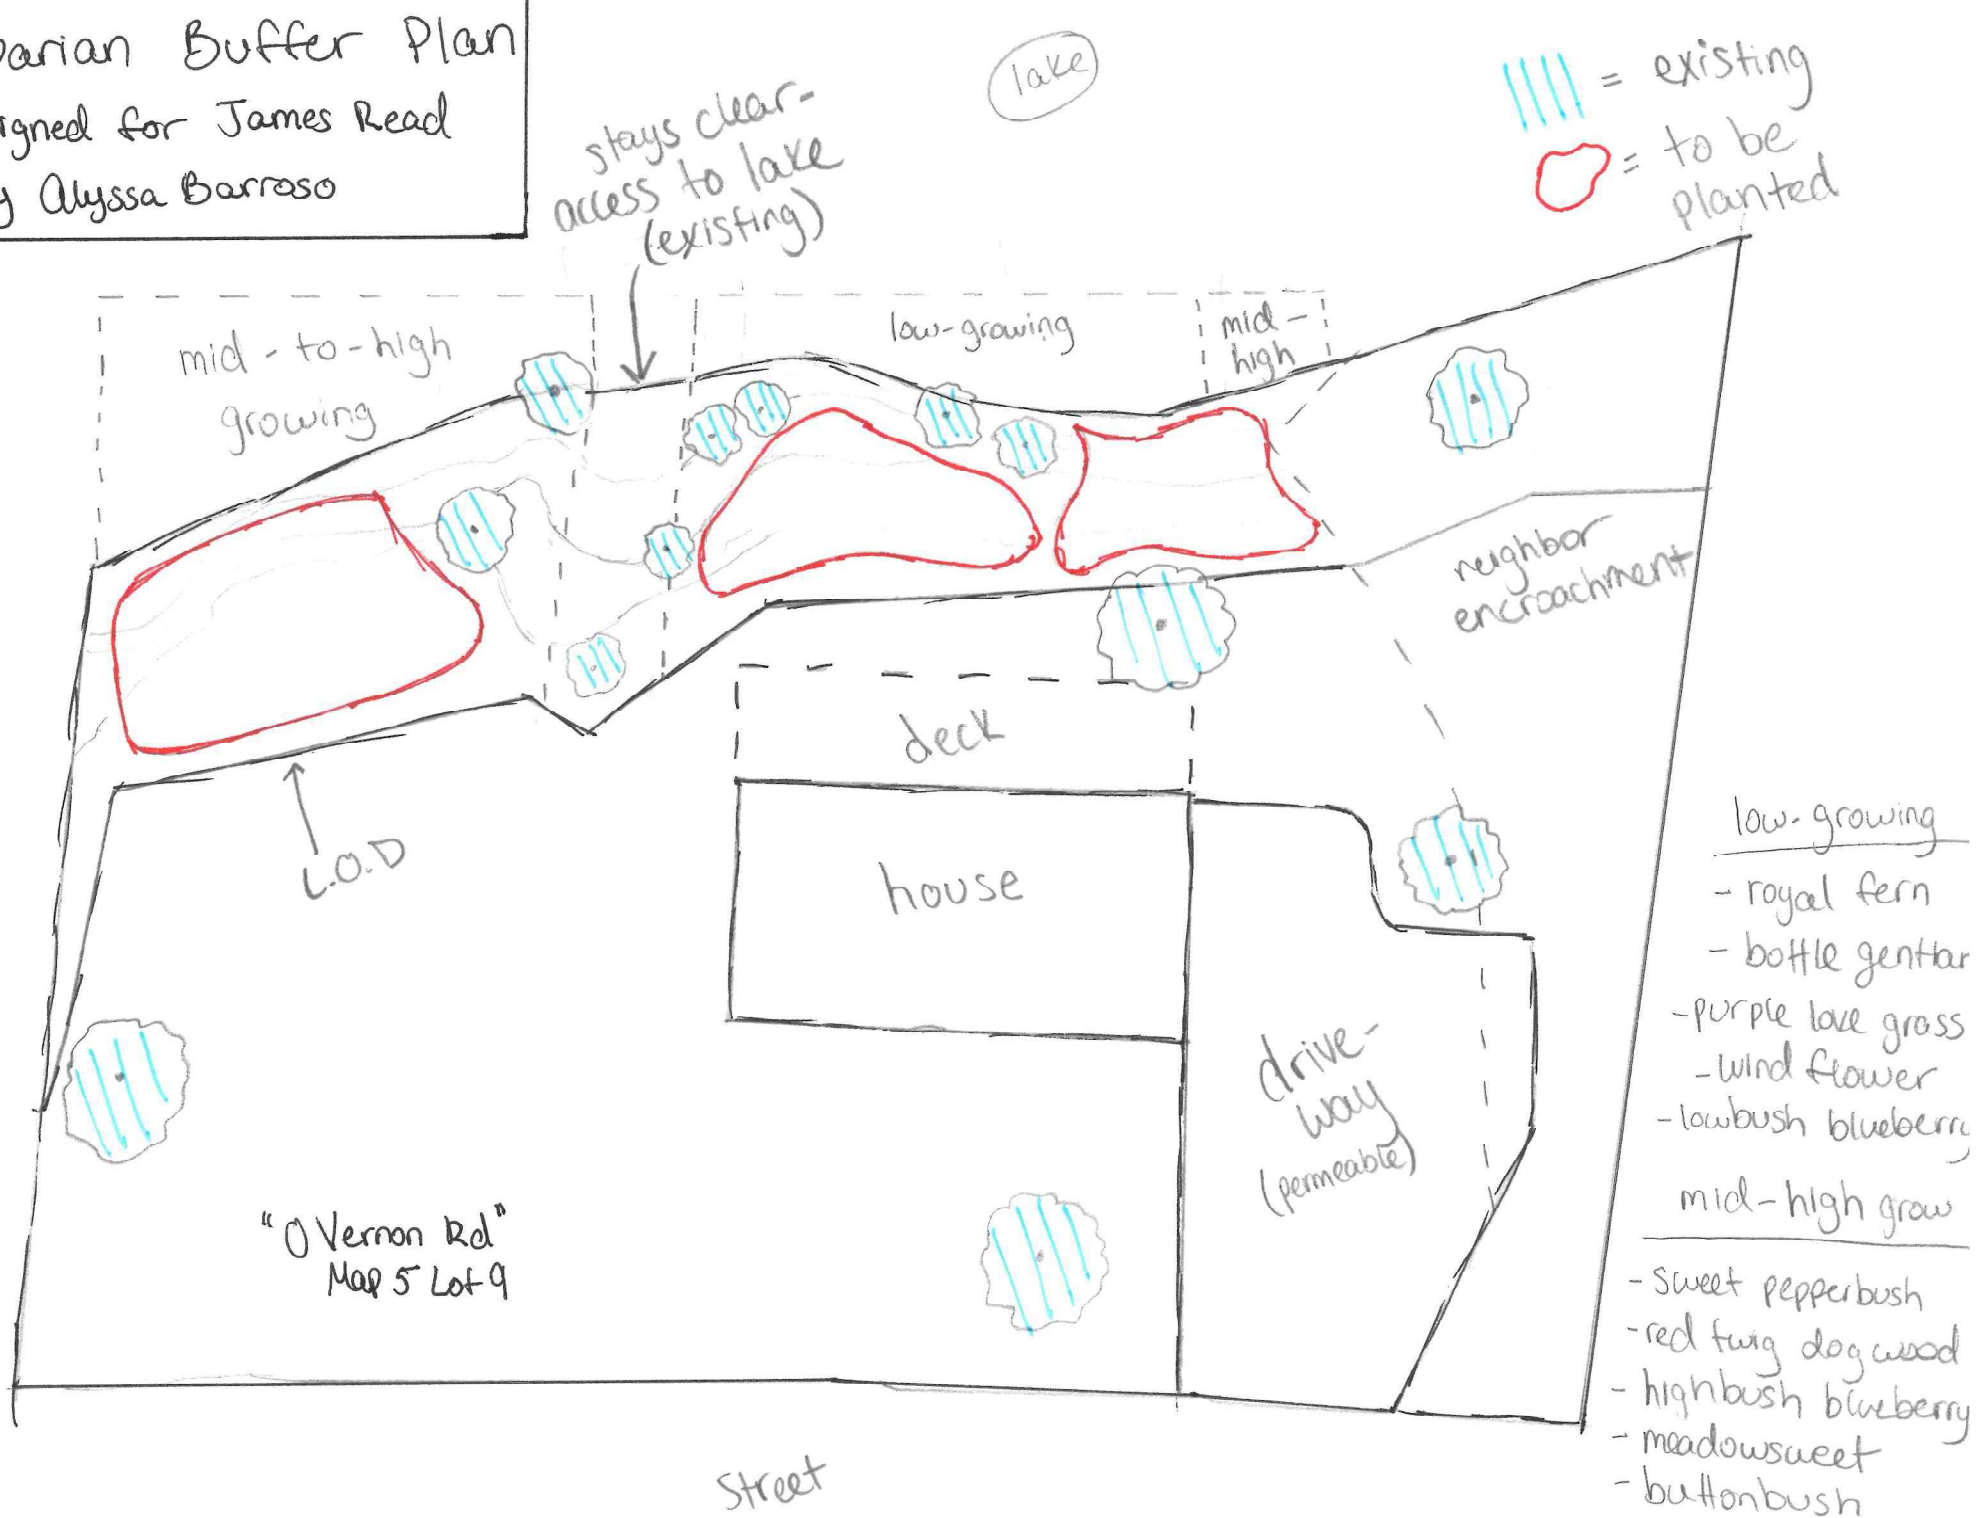 parian Buffer Plan
igned for James Read
y Alyssa Barroso
lake
= existing
= to be
planted
stays clear-
access to lake
(existing)
mid-to-high
growing
low-growing
mid-
high
neighbor
encroachment
L.O.D
deck
house
drive-
way
(permeable)
"0 Vernon Rd"
Map 5 Lot 9
Street
low-growing
- royal fern
- bottle gentian
- purple love grass
- wind flower
- lowbush blueberry
mid-high grow
- sweet pepperbush
- red twig dogwood
- highbush blueberry
- meadowsweet
- buttonbush